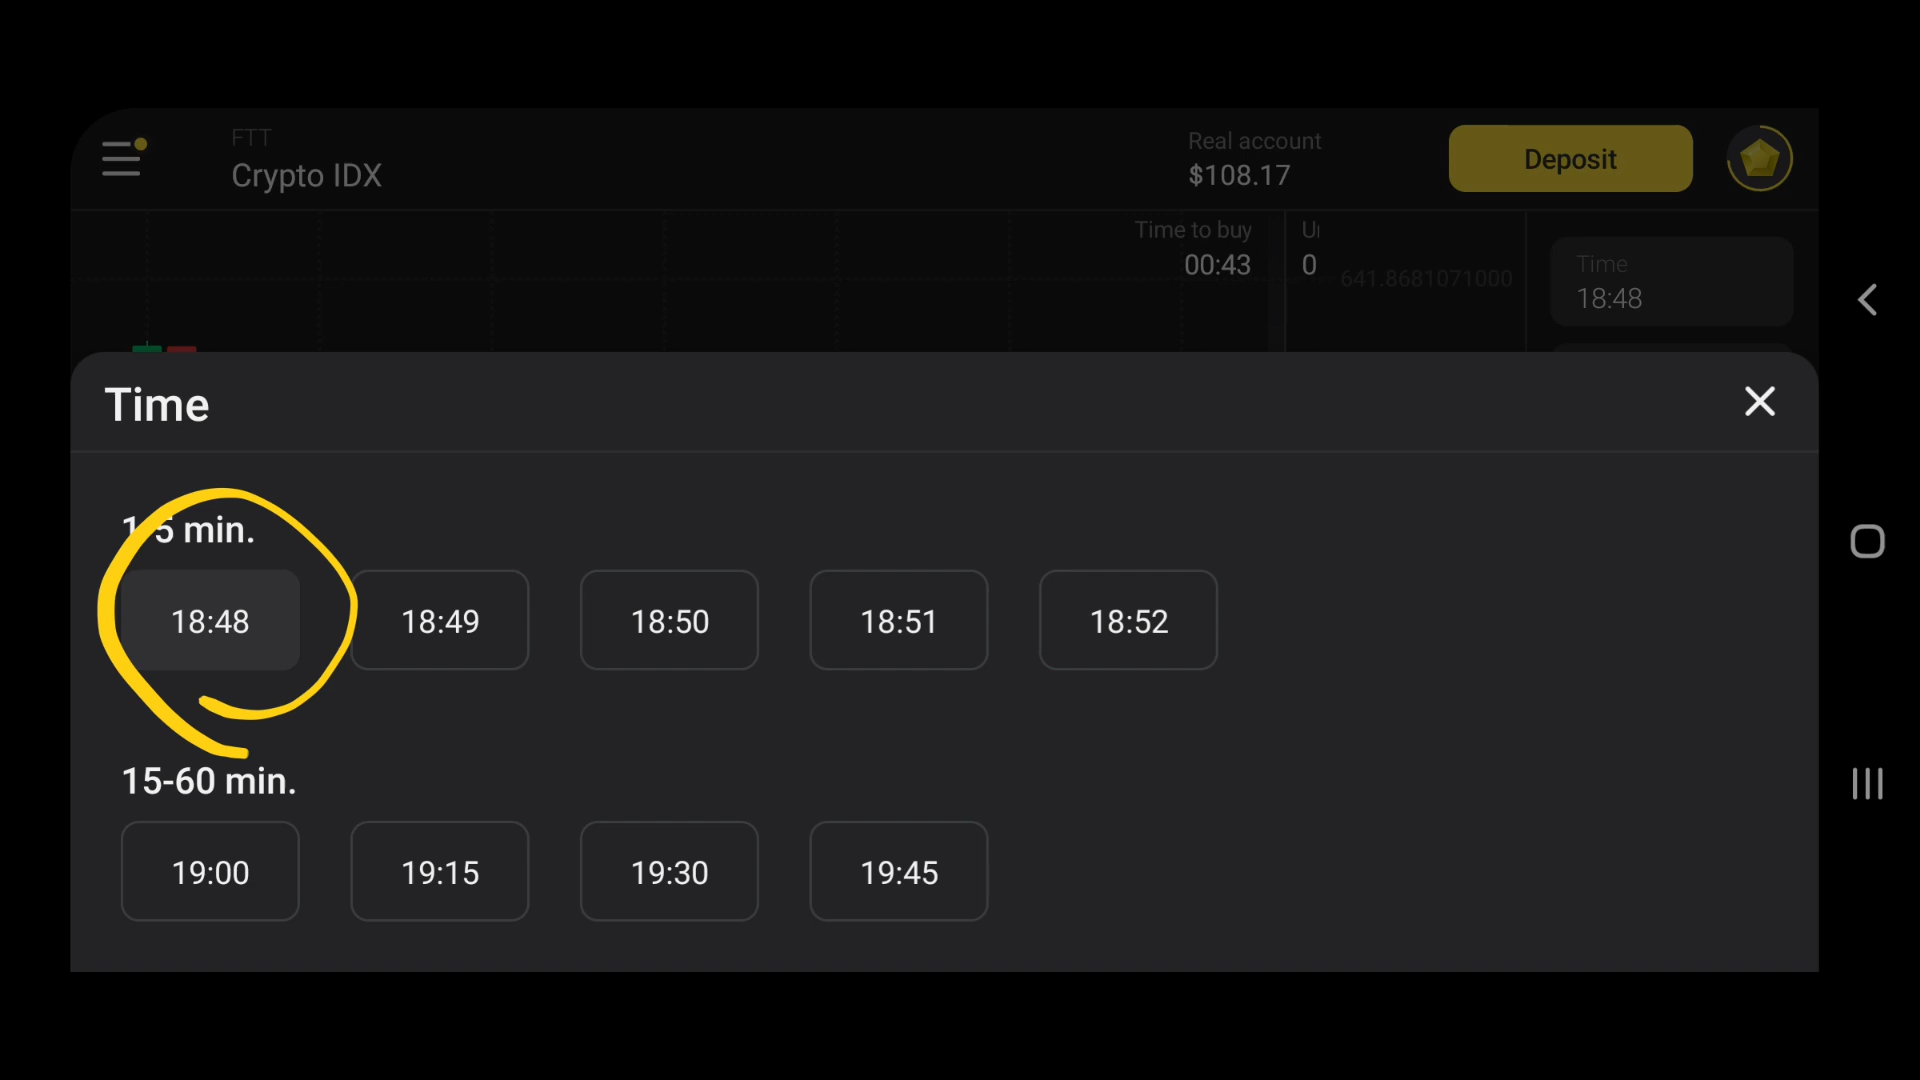 FTT
Crypto IDX
Real account
$108.17
Deposit
Time to buy
00:43
0
641.8681071000
Time
18:48
Time
1-5 min.
18:48
18:49
18:50
18:51
18:52
15-60 min.
19:00
19:15
19:30
19:45